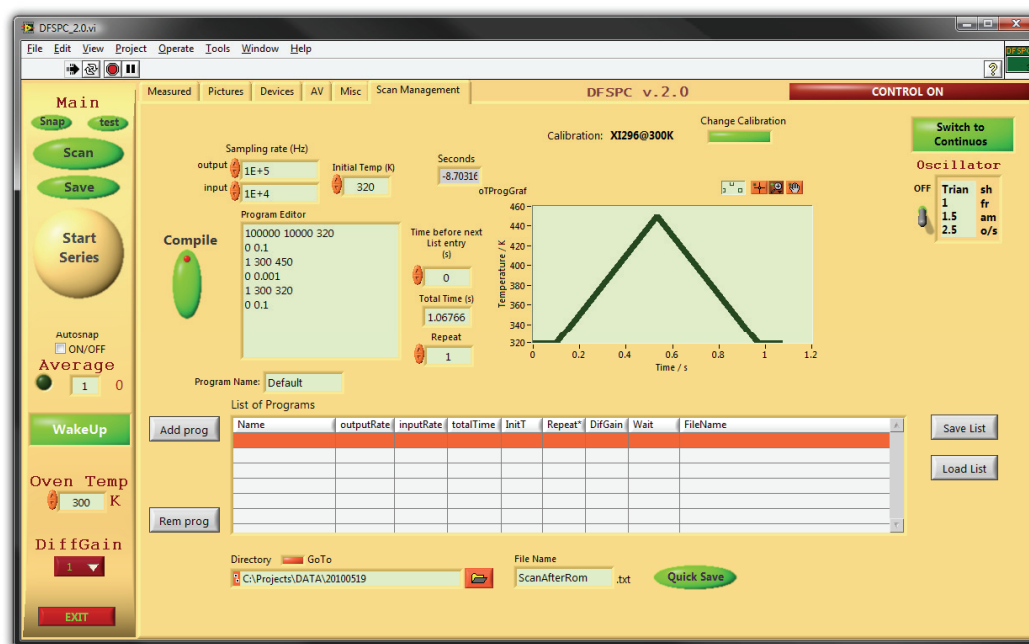 DFSPC_2.0.vi
File Edit View Project Operate Tools Window Help
Measured Pictures Devices AV Misc Scan Management
DFSPC v.2.0
CONTROL ON
Main
Snap test
Scan
Save
Start
Series
Autosnap
ON/OFF
Average
1 0
WakeUp
Oven Temp
300 K
DiffGain
1
EXIT
Calibration: XI296@300K
Change Calibration
Switch to
Continuos
Oscillator
OFF
Trian sh
1 fr
1.5 am
2.5 o/s
Sampling rate (Hz)
output 1E+5
input 1E+4
Initial Temp (K)
320
Seconds
-8.70316
oTProgGraf
Compile
Program Editor
100000 10000 320
0 0.1
1 300 450
0 0.001
1 300 320
0 0.1
Time before next
List entry
(s)
0
Total Time (s)
1.06766
Repeat
1
Temperature / K
460
440
420
400
380
360
340
320
0 0.2 0.4 0.6 0.8 1 1.2
Time / s
Program Name: Default
List of Programs
Add prog
Rem prog
Name outputRate inputRate totalTime InitT Repeat* DifGain Wait FileName
Save List
Load List
Directory GoTo
C:\Projects\DATA\20100519
File Name
ScanAfterRom .txt
Quick Save